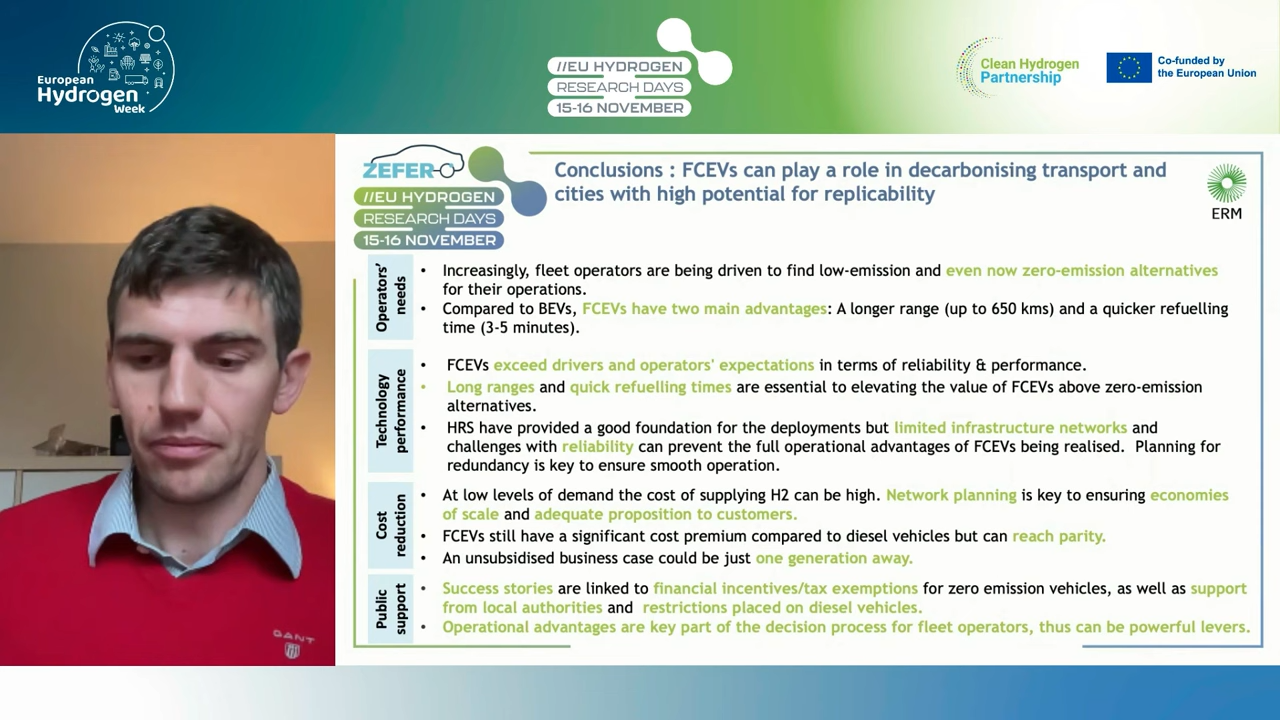 European
Hydrogen
Week
//EU HYDROGEN
RESEARCH DAYS
15-16 NOVEMBER
Clean Hydrogen
Partnership
Co-funded by
the European Union
ZEFER
//EU HYDROGEN
RESEARCH DAYS
15-16 NOVEMBER
Conclusions : FCEVs can play a role in decarbonising transport and
cities with high potential for replicability
ERM
Operators'
needs
• Increasingly, fleet operators are being driven to find low-emission and even now zero-emission alternatives
for their operations.
• Compared to BEVs, FCEVs have two main advantages: A longer range (up to 650 kms) and a quicker refuelling
time (3-5 minutes).
Technology
performance
• FCEVs exceed drivers and operators' expectations in terms of reliability & performance.
• Long ranges and quick refuelling times are essential to elevating the value of FCEVs above zero-emission
alternatives.
• HRS have provided a good foundation for the deployments but limited infrastructure networks and
challenges with reliability can prevent the full operational advantages of FCEVs being realised. Planning for
redundancy is key to ensure smooth operation.
Cost
reduction
• At low levels of demand the cost of supplying H2 can be high. Network planning is key to ensuring economies
of scale and adequate proposition to customers.
• FCEVs still have a significant cost premium compared to diesel vehicles but can reach parity.
• An unsubsidised business case could be just one generation away.
Public
support
• Success stories are linked to financial incentives/tax exemptions for zero emission vehicles, as well as support
from local authorities and restrictions placed on diesel vehicles.
• Operational advantages are key part of the decision process for fleet operators, thus can be powerful levers.
GANT